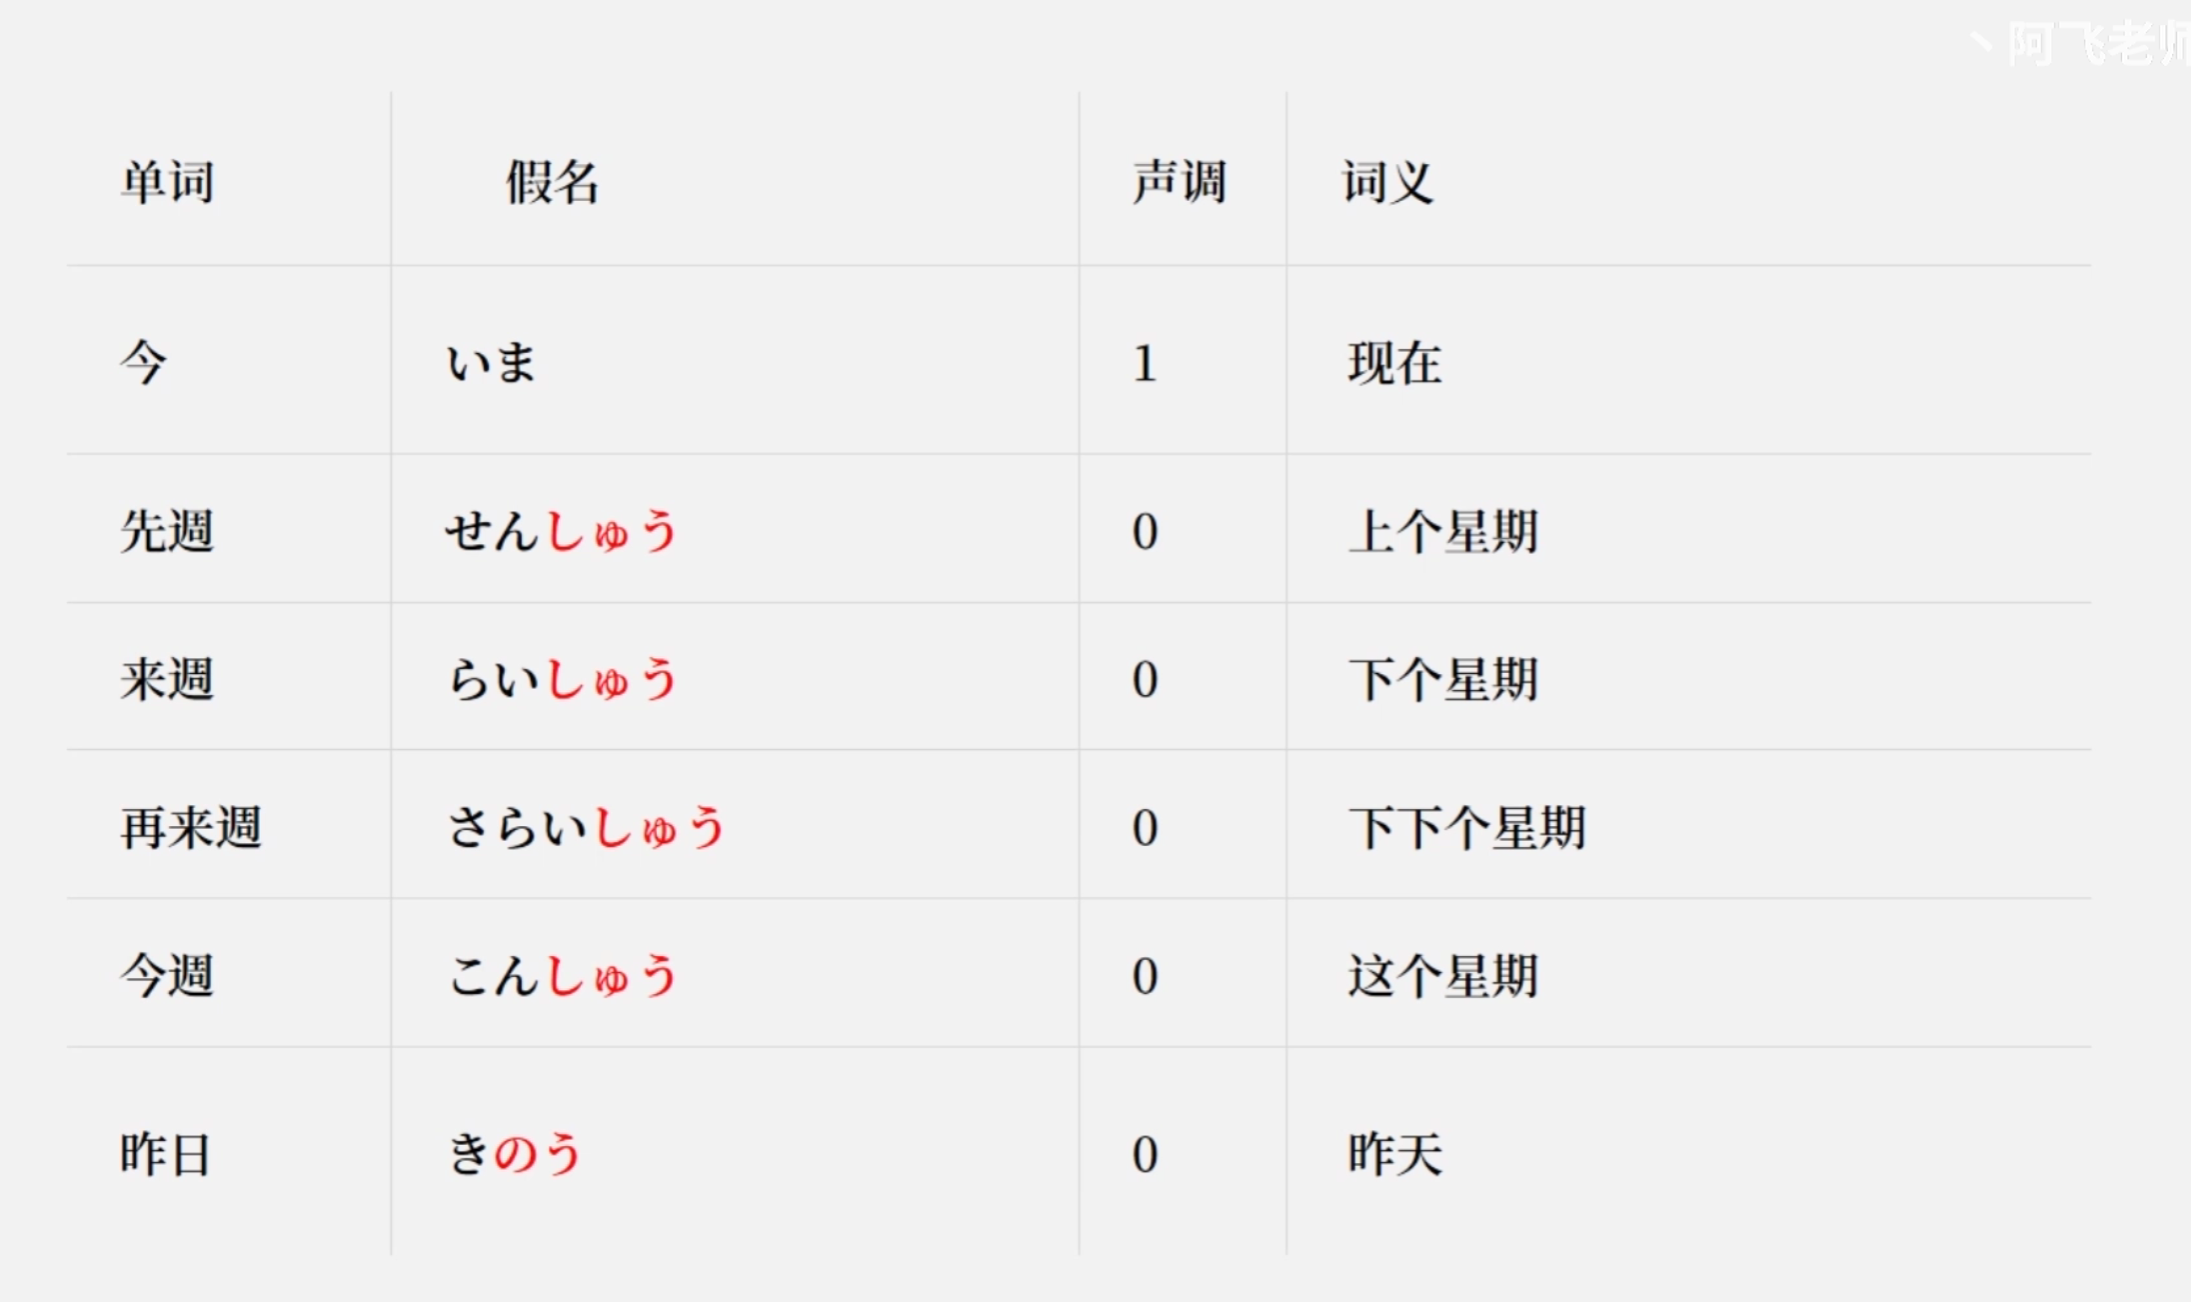 丶阿飞老师
单词 假名 声调 词义
今 いま 1 现在
先週 せんしゅう 0 上个星期
来週 らいしゅう 0 下个星期
再来週 さらいしゅう 0 下下个星期
今週 こんしゅう 0 这个星期
昨日 きのう 0 昨天